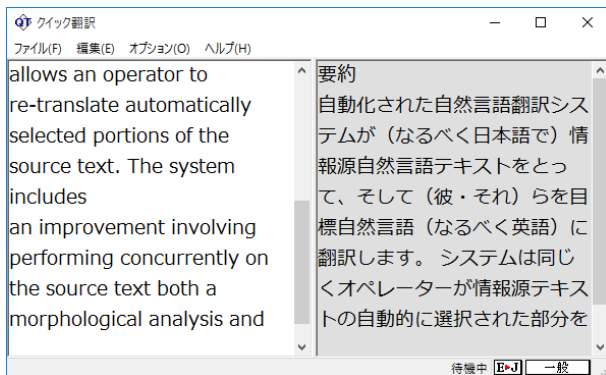 クイック翻訳
ファイル(F) 編集(E) オプション(O) ヘルプ(H)
allows an operator to
re-translate automatically
selected portions of the
source text. The system
includes
an improvement involving
performing concurrently on
the source text both a
morphological analysis and
要約
自動化された自然言語翻訳シス
テムが（なるべく日本語で）情
報源自然言語テキストをとっ
て、そして（彼・それ）らを目
標自然言語（なるべく英語）に
翻訳します。 システムは同じ
くオペレーターが情報源テキス
トの自動的に選択された部分を
待機中 E▸J 一般